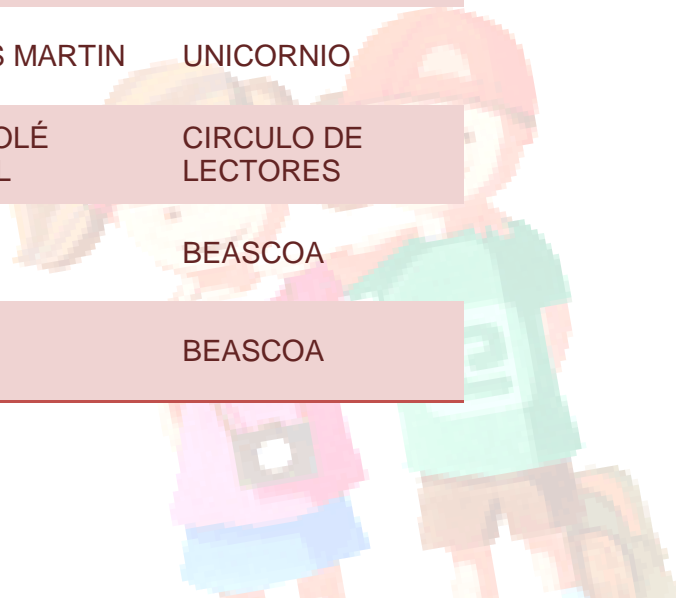 S MARTIN UNICORNIO
OLÉ CIRCULO DE
L LECTORES
BEASCOA
BEASCOA